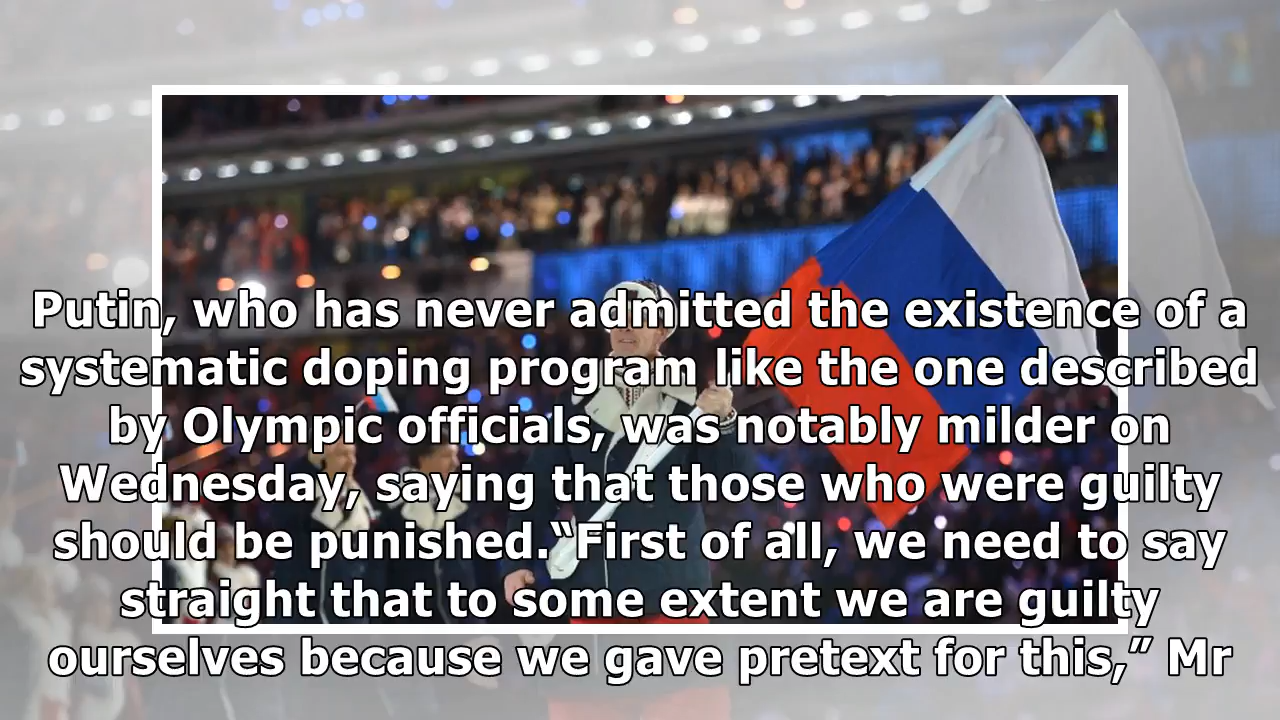 Putin, who has never admitted the existence of a
systematic doping program like the one described
by Olympic officials, was notably milder on
Wednesday, saying that those who were guilty
should be punished.“First of all, we need to say
straight that to some extent we are guilty
ourselves because we gave pretext for this,” Mr